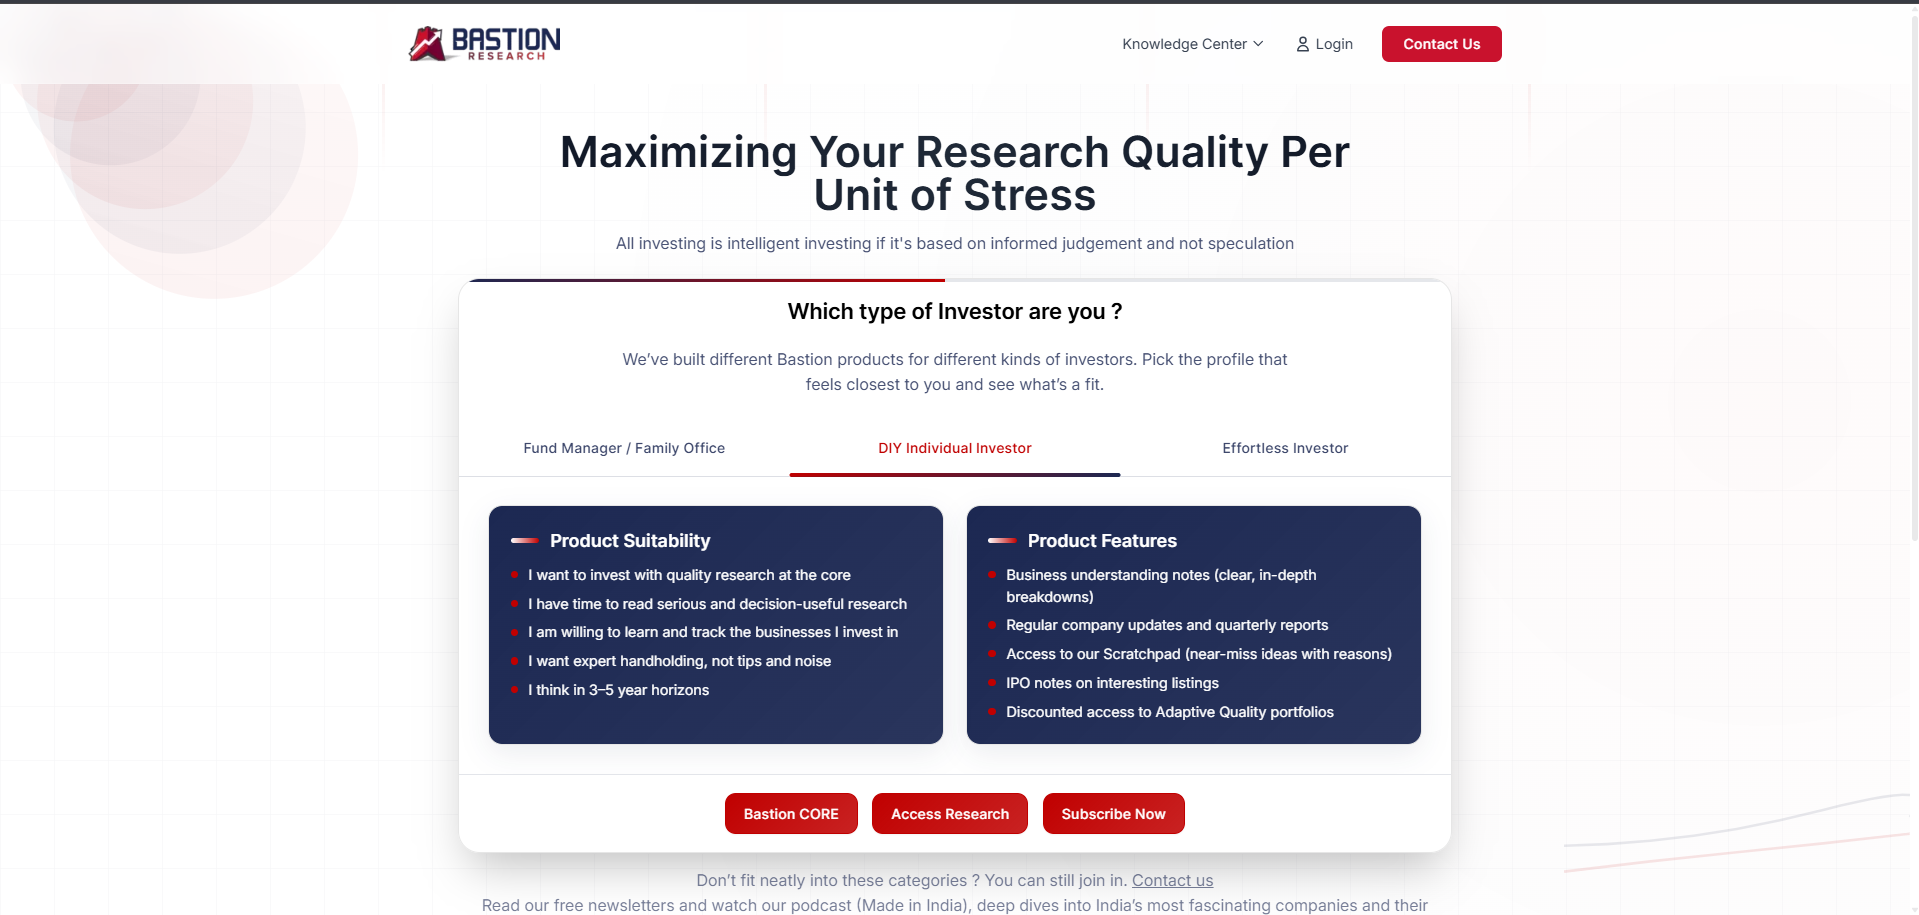 BASTION
RESEARCH
Knowledge Center
Login
Contact Us
Maximizing Your Research Quality Per
Unit of Stress
All investing is intelligent investing if it's based on informed judgement and not speculation
Which type of Investor are you ?
We’ve built different Bastion products for different kinds of investors. Pick the profile that
feels closest to you and see what’s a fit.
Fund Manager / Family Office
DIY Individual Investor
Effortless Investor
Product Suitability
I want to invest with quality research at the core
I have time to read serious and decision-useful research
I am willing to learn and track the businesses I invest in
I want expert handholding, not tips and noise
I think in 3–5 year horizons
Product Features
Business understanding notes (clear, in-depth
breakdowns)
Regular company updates and quarterly reports
Access to our Scratchpad (near-miss ideas with reasons)
IPO notes on interesting listings
Discounted access to Adaptive Quality portfolios
Bastion CORE
Access Research
Subscribe Now
Don’t fit neatly into these categories ? You can still join in. Contact us
Read our free newsletters and watch our podcast (Made in India), deep dives into India’s most fascinating companies and their